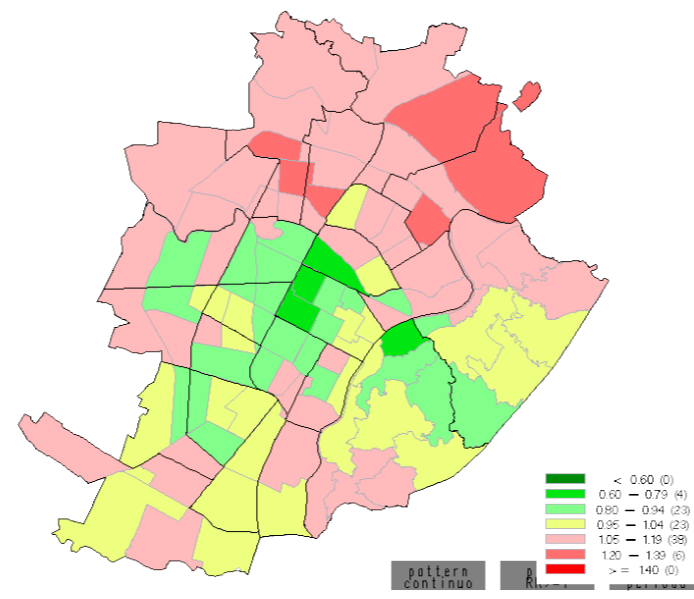 < 0.60 (0)
0.60 – 0.79 (4)
0.80 – 0.94 (23)
0.95 – 1.04 (23)
1.05 – 1.19 (38)
1.20 – 1.39 (6)
> = 1.40 (0)
pattern
continuo